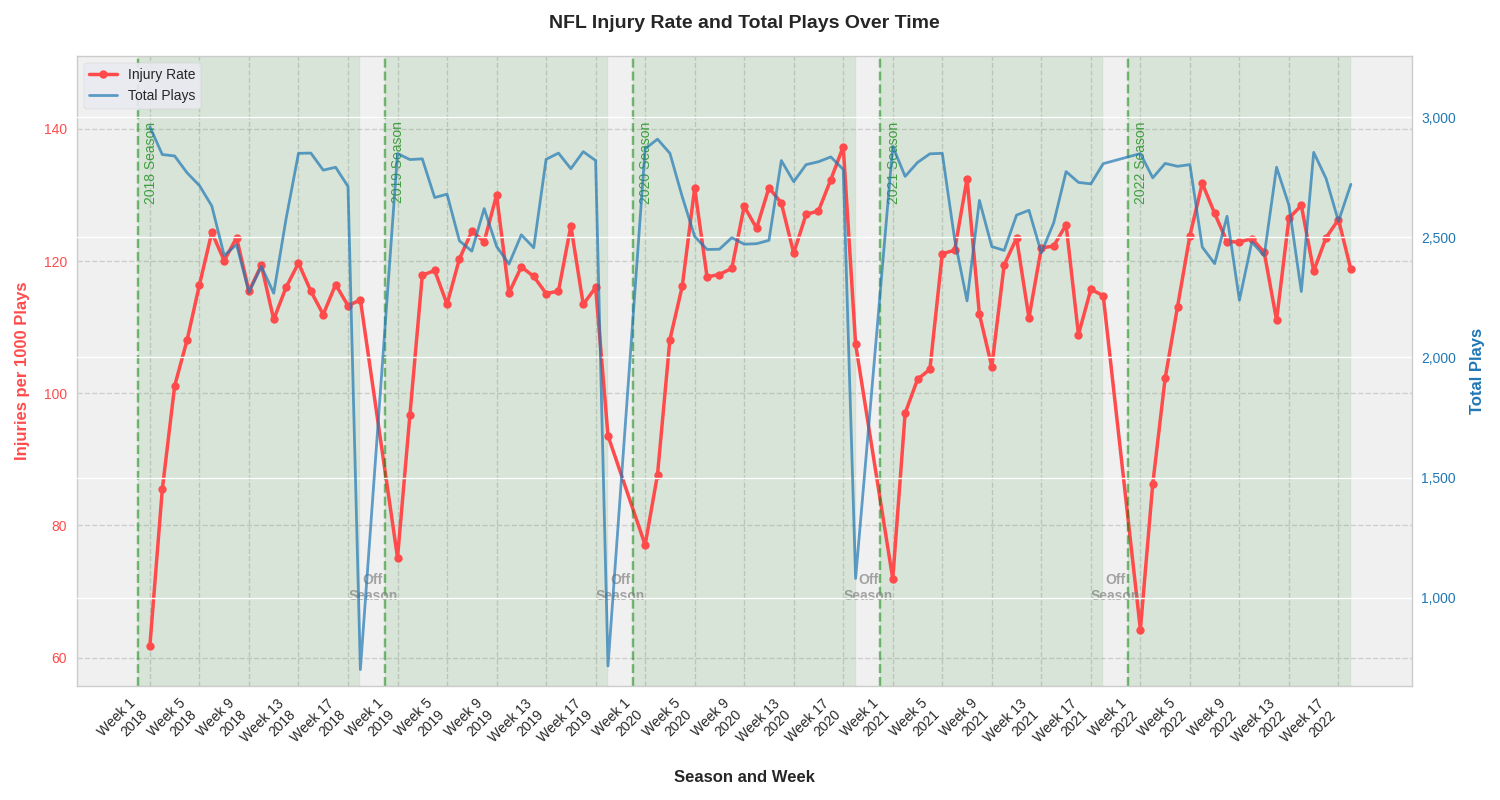 NFL Injury Rate and Total Plays Over Time
Injury Rate
Total Plays
140
120
100
80
60
Injuries per 1000 Plays
3,000
2,500
2,000
1,500
1,000
Total Plays
2018 Season
2019 Season
2020 Season
2021 Season
2022 Season
Off
Season
Off
Season
Off
Season
Off
Season
Week 1
2018
Week 5
2018
Week 9
2018
Week 13
2018
Week 17
2018
Week 1
2019
Week 5
2019
Week 9
2019
Week 13
2019
Week 17
2019
Week 1
2020
Week 5
2020
Week 9
2020
Week 13
2020
Week 17
2020
Week 1
2021
Week 5
2021
Week 9
2021
Week 13
2021
Week 17
2021
Week 1
2022
Week 5
2022
Week 9
2022
Week 13
2022
Week 17
2022
Season and Week